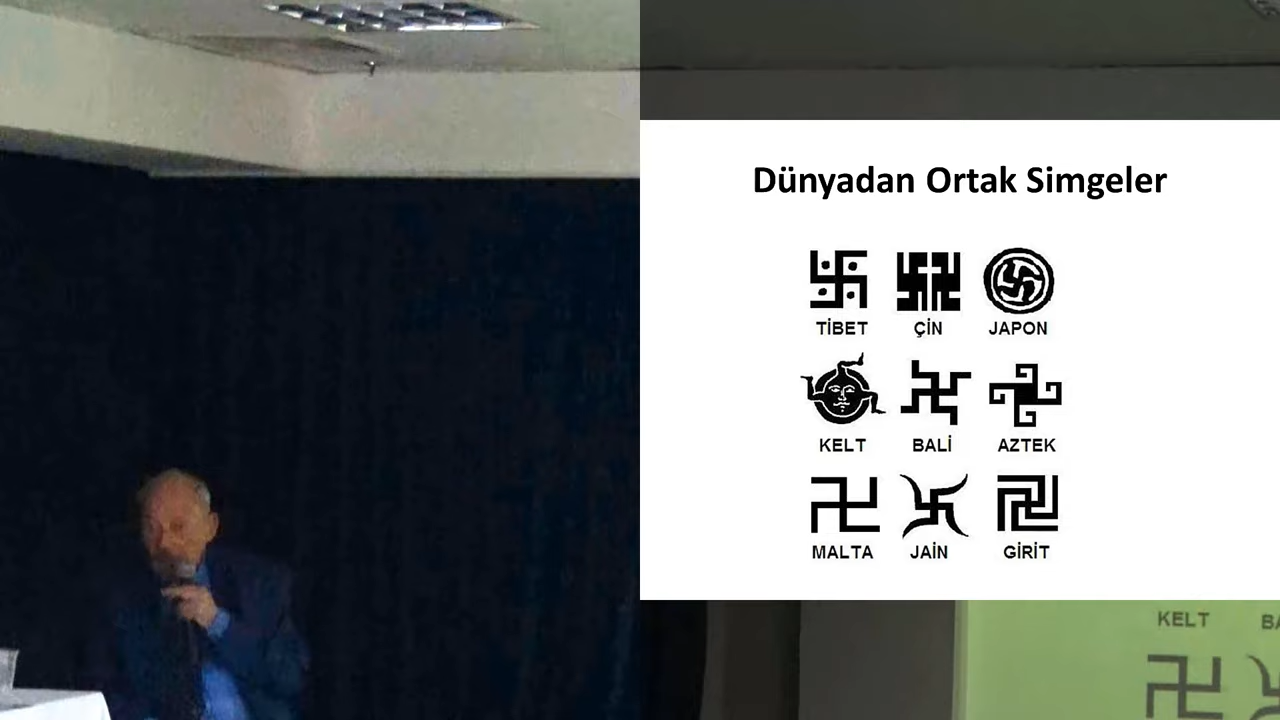 Dünyadan Ortak Simgeler
TİBET ÇİN JAPON
KELT BALİ AZTEK
MALTA JAİN GİRİT
KELT